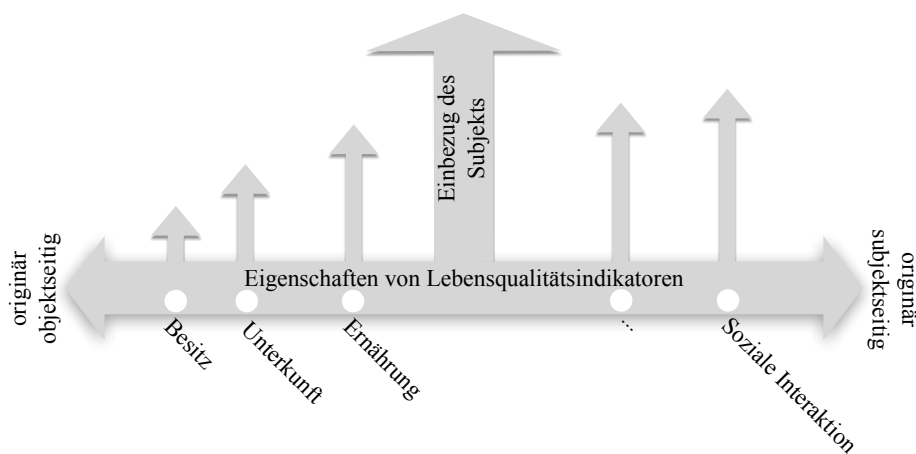 Einbezug des
Subjekts
originär
objektseitig
Eigenschaften von Lebensqualitätsindikatoren
originär
subjektseitig
Besitz
Unterkunft
Ernährung
...
Soziale Interaktion